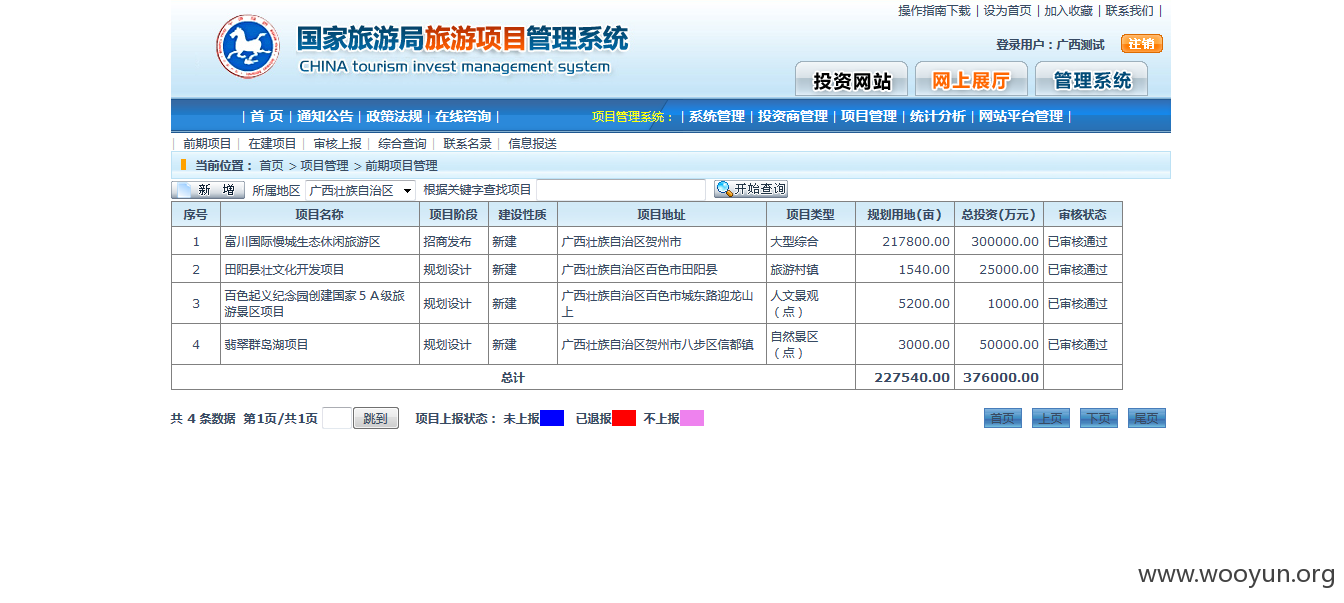 操作指南下载 | 设为首页 | 加入收藏 | 联系我们 |
国家旅游局旅游项目管理系统
CHINA tourism invest management system
登录用户：广西测试 注销
投资网站 网上展厅 管理系统
| 首 页 | 通知公告 | 政策法规 | 在线咨询 | 项目管理系统： | 系统管理 | 投资商管理 | 项目管理 | 统计分析 | 网站平台管理 |
| 前期项目 | 在建项目 | 审核上报 | 综合查询 | 联系名录 | 信息报送
当前位置： 首页 > 项目管理 > 前期项目管理
新 增 所属地区 广西壮族自治区 根据关键字查找项目 开始查询
序号 项目名称 项目阶段 建设性质 项目地址 项目类型 规划用地(亩) 总投资(万元) 审核状态
1 富川国际慢城生态休闲旅游区 招商发布 新建 广西壮族自治区贺州市 大型综合 217800.00 300000.00 已审核通过
2 田阳县壮文化开发项目 规划设计 新建 广西壮族自治区百色市田阳县 旅游村镇 1540.00 25000.00 已审核通过
3 百色起义纪念园创建国家５Ａ级旅游景区项目 规划设计 新建 广西壮族自治区百色市城东路迎龙山上 人文景观（点） 5200.00 1000.00 已审核通过
4 翡翠群岛湖项目 规划设计 新建 广西壮族自治区贺州市八步区信都镇 自然景区（点） 3000.00 50000.00 已审核通过
总计 227540.00 376000.00
共 4 条数据 第1页/共1页 跳到 项目上报状态： 未上报 已退报 不上报 首页 上页 下页 尾页
www.wooyun.org